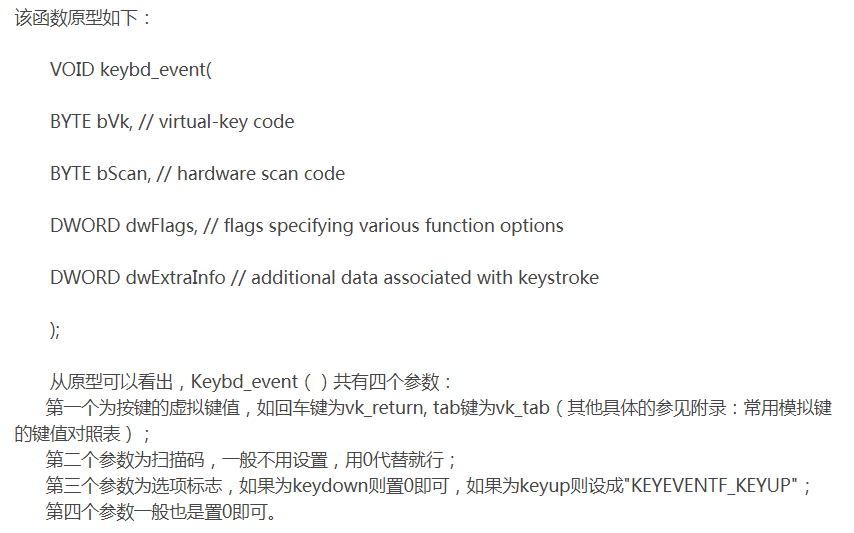 该函数原型如下：
VOID keybd_event(
BYTE bVk, // virtual-key code
BYTE bScan, // hardware scan code
DWORD dwFlags, // flags specifying various function options
DWORD dwExtraInfo // additional data associated with keystroke
);
从原型可以看出，Keybd_event（）共有四个参数：
第一个为按键的虚拟键值，如回车键为vk_return, tab键为vk_tab（其他具体的参见附录：常用模拟键
的键值对照表）；
第二个参数为扫描码，一般不用设置，用0代替就行；
第三个参数为选项标志，如果为keydown则置0即可，如果为keyup则设成"KEYEVENTF_KEYUP"；
第四个参数一般也是置0即可。